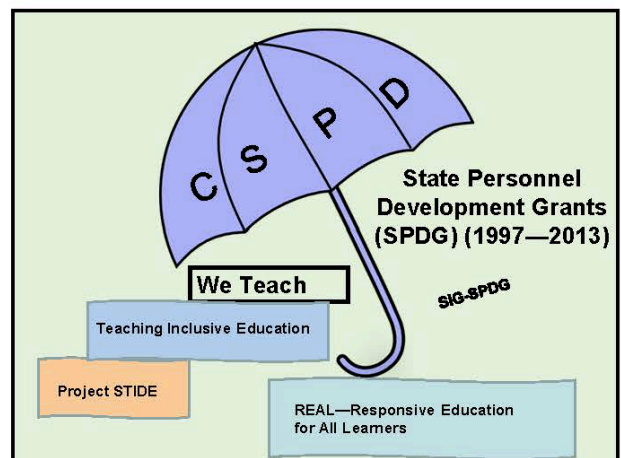 C S P D
State Personnel
Development Grants
(SPDG) (1997—2013)
SIG-SPDG
We Teach
Teaching Inclusive Education
Project STIDE
REAL—Responsive Education
for All Learners